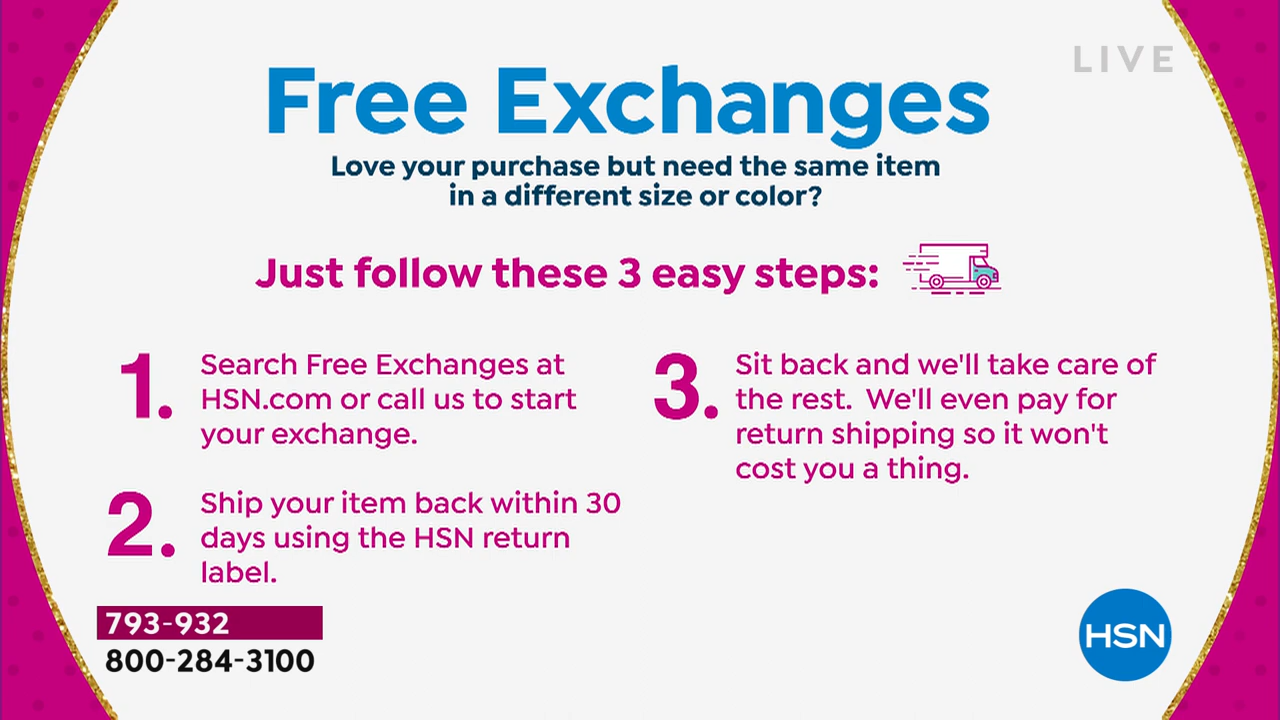 LIVE
Free Exchanges
Love your purchase but need the same item
in a different size or color?
Just follow these 3 easy steps:
1.
Search Free Exchanges at
HSN.com or call us to start
your exchange.
2.
Ship your item back within 30
days using the HSN return
label.
3.
Sit back and we'll take care of
the rest.  We'll even pay for
return shipping so it won't
cost you a thing.
793-932
800-284-3100
HSN